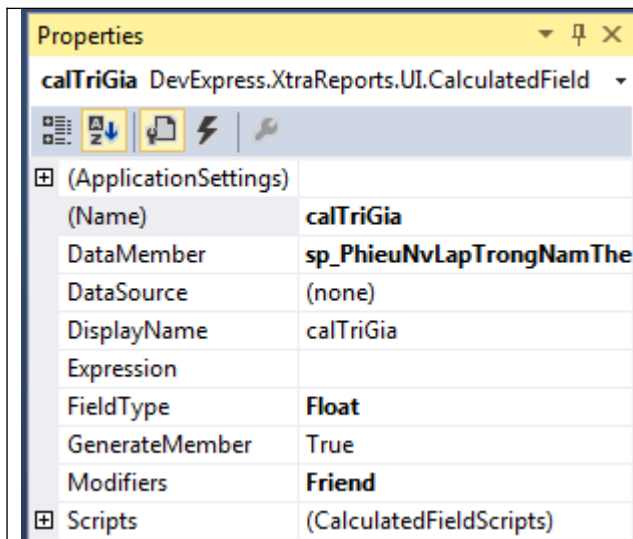 Properties
calTriGia DevExpress.XtraReports.UI.CalculatedField
(ApplicationSettings)
(Name) calTriGia
DataMember sp_PhieuNvLapTrongNamThe
DataSource (none)
DisplayName calTriGia
Expression
FieldType Float
GenerateMember True
Modifiers Friend
Scripts (CalculatedFieldScripts)